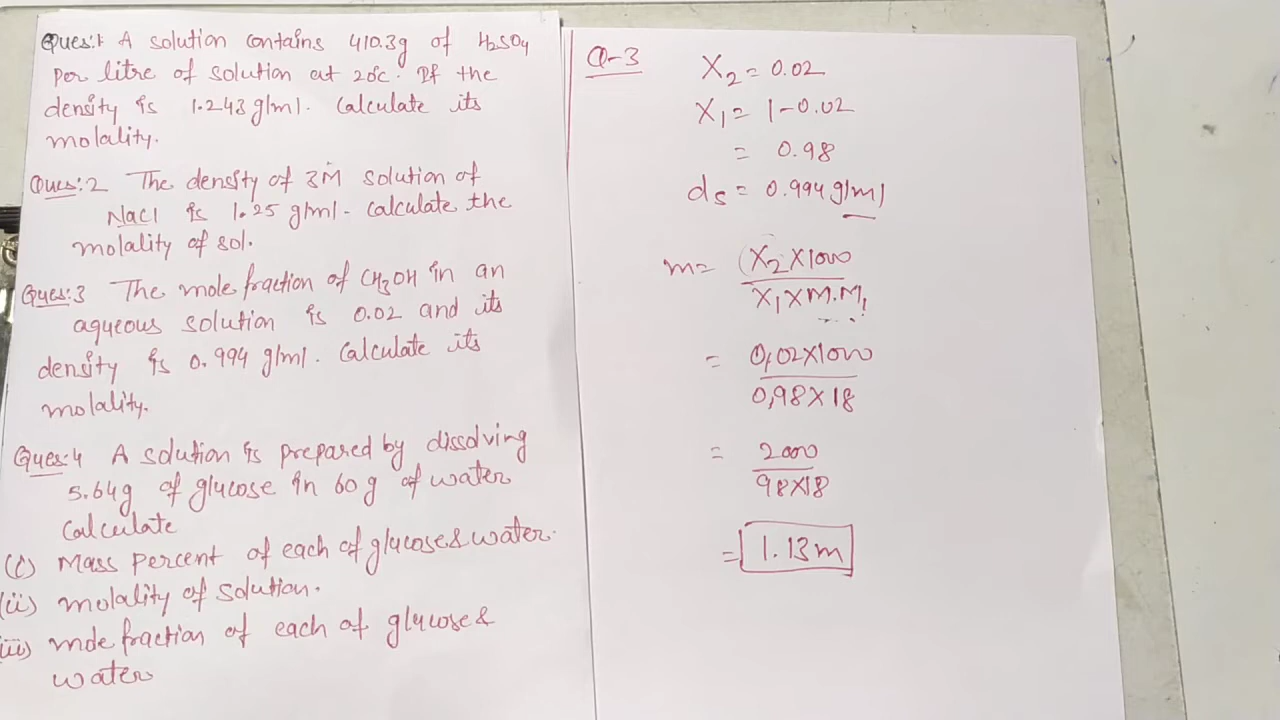 Ques:1 A solution contains 410.3g of H2SO4
Per litre of solution at 20°c. If the
density is 1.243 g/ml. Calculate its
molality.
Ques:2 The density of 3M solution of
NaCl is 1.25 g/ml. Calculate the
molality of sol.
Ques:3 The mole fraction of CH3OH in an
aqueous solution is 0.02 and its
density is 0.994 g/ml. Calculate its
molality.
Ques:4 A solution is prepared by dissolving
5.64g of glucose in 60 g of water
Calculate
(i) Mass Percent of each of glucose & water.
(ii) molality of solution.
(iii) mole fraction of each of glucose &
water
Q-3
X2 = 0.02
X1 = 1-0.02
= 0.98
ds = 0.994 g/ml
m = X2 X 1000
X1 X M.M1
= 0.02 X 1000
0.98 X 18
= 2000
98 X 18
= 1.13 m